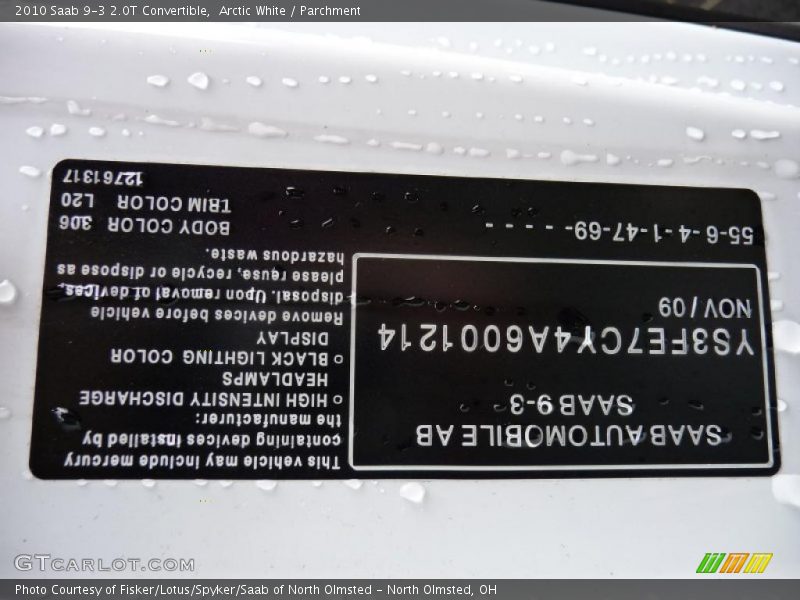 2010 Saab 9-3 2.0T Convertible, Arctic White / Parchment
This vehicle may include mercury
containing devices installed by
the manufacturer:
○ HIGH INTENSITY DISCHARGE
HEADLAMPS
○ BLACK LIGHTING COLOR
DISPLAY
Remove devices before vehicle
disposal. Upon removal of devices,
please reuse, recycle or dispose as
hazardous waste.
BODY COLOR 306
TRIM COLOR L20
12761317
SAAB AUTOMOBILE AB
SAAB 9-3
YS3FE7CY4A6001214
NOV/09
55-6-4-1-47-69- - - - -
GTCARLOT.COM
Photo Courtesy of Fisker/Lotus/Spyker/Saab of North Olmsted - North Olmsted, OH